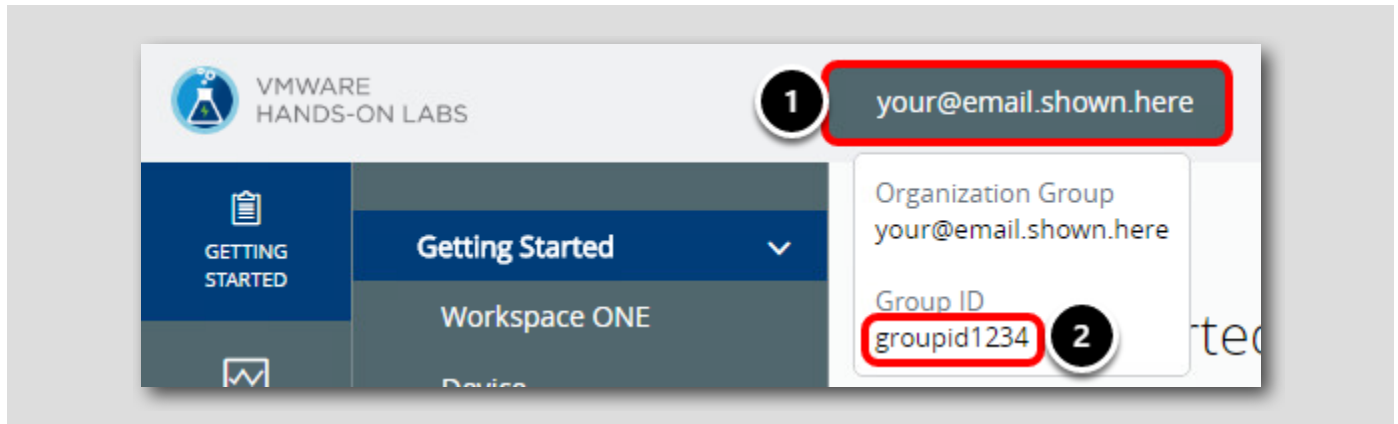 VMWARE
HANDS-ON LABS
1
your@email.shown.here
GETTING
STARTED
Getting Started
Workspace ONE
Device
Organization Group
your@email.shown.here
Group ID
groupid1234
2